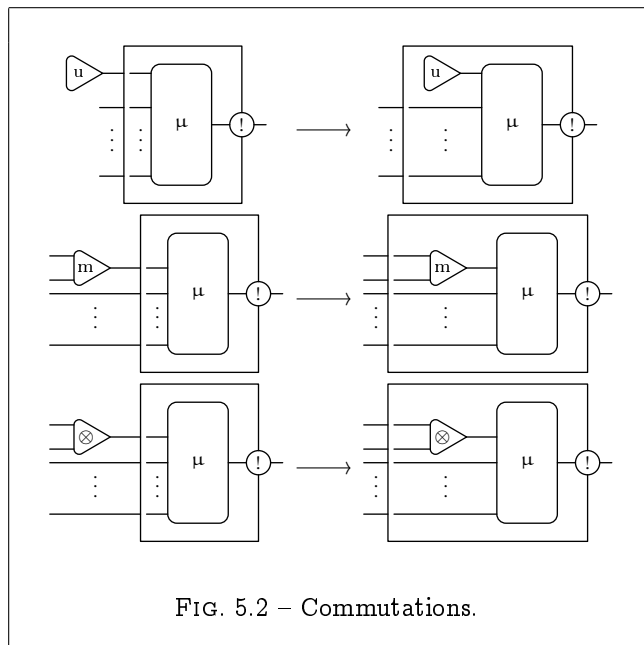 u μ ! u μ !
m μ ! m μ !
⊗ μ ! ⊗ μ !
FIG. 5.2 – Commutations.